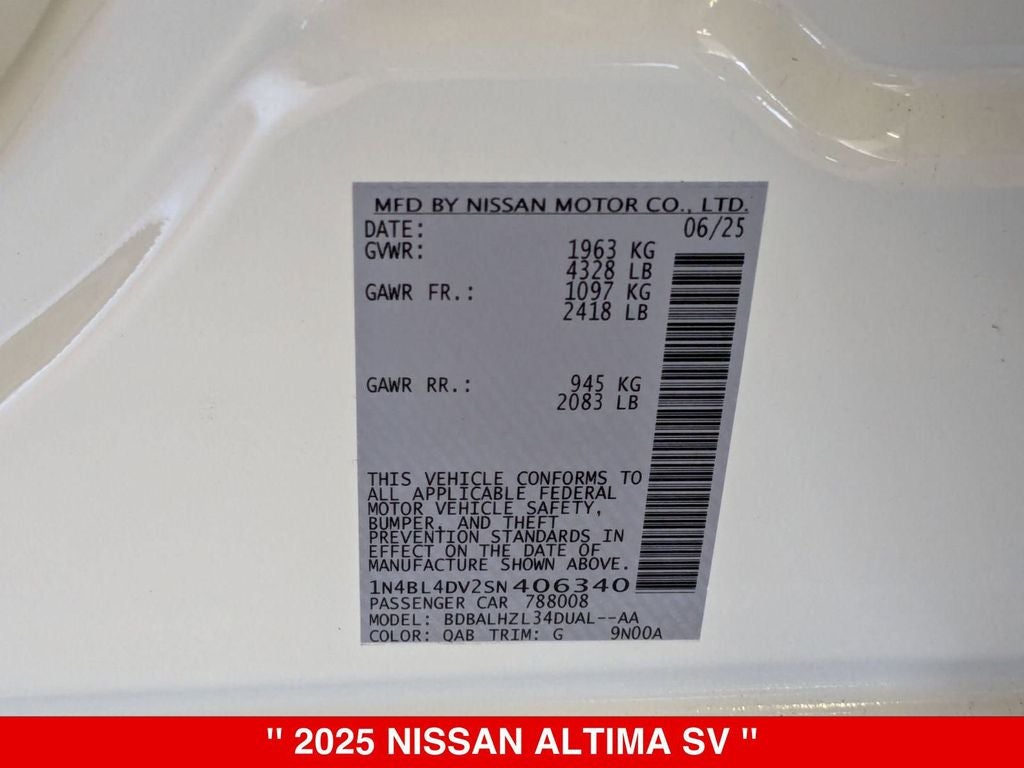 MFD BY NISSAN MOTOR CO., LTD.
DATE: 06/25
GVWR: 1963 KG
4328 LB
GAWR FR.: 1097 KG
2418 LB
GAWR RR.: 945 KG
2083 LB
THIS VEHICLE CONFORMS TO
ALL APPLICABLE FEDERAL
MOTOR VEHICLE SAFETY,
BUMPER, AND THEFT
PREVENTION STANDARDS IN
EFFECT ON THE DATE OF
MANUFACTURE SHOWN ABOVE.
1N4BL4DV2SN406340
PASSENGER CAR 788008
MODEL: BDBALHZL34DUAL--AA
COLOR: QAB TRIM: G 9N00A
" 2025 NISSAN ALTIMA SV "